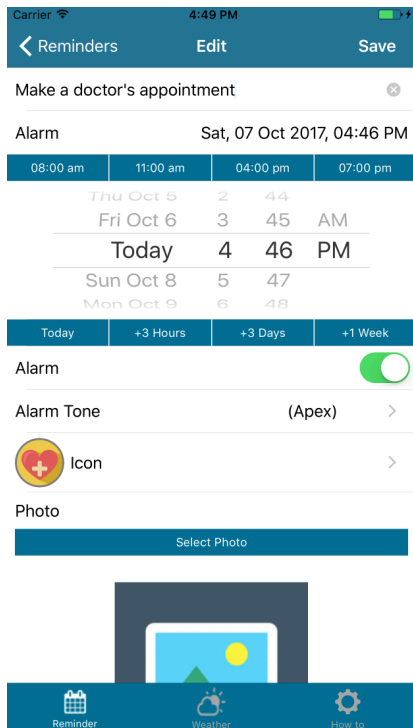 Carrier 4:49 PM
Reminders Edit Save
Make a doctor's appointment
Alarm Sat, 07 Oct 2017, 04:46 PM
08:00 am 11:00 am 04:00 pm 07:00 pm
Thu Oct 5 2 44
Fri Oct 6 3 45 AM
Today 4 46 PM
Sun Oct 8 5 47
Mon Oct 9 6 48
Today +3 Hours +3 Days +1 Week
Alarm
Alarm Tone (Apex)
Icon
Photo
Select Photo
Reminder Weather How to